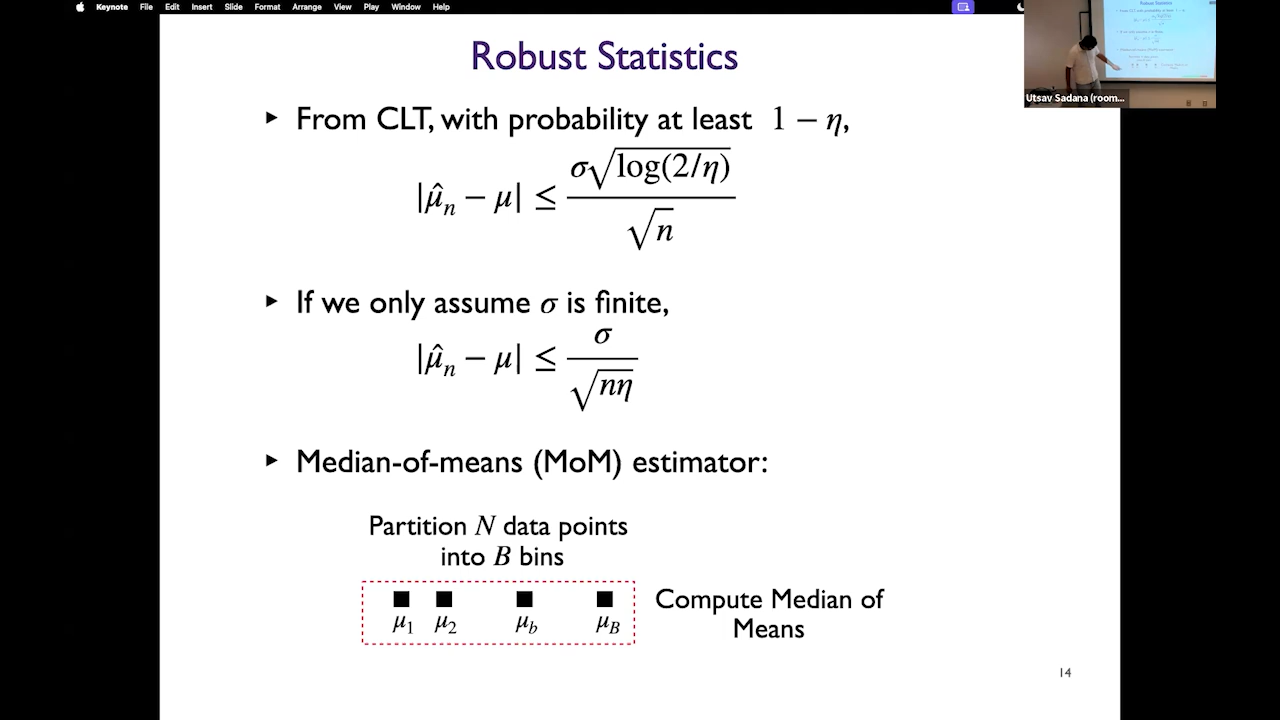 Keynote File Edit Insert Slide Format Arrange View Play Window Help
Robust Statistics
Utsav Sadana (room...
▸ From CLT, with probability at least 1 − η,
|μ̂ₙ − μ| ≤ σ√log(2/η) / √n
▸ If we only assume σ is finite,
|μ̂ₙ − μ| ≤ σ / √nη
▸ Median-of-means (MoM) estimator:
Partition N data points
into B bins
μ₁ μ₂ μ_b μ_B
Compute Median of
Means
14